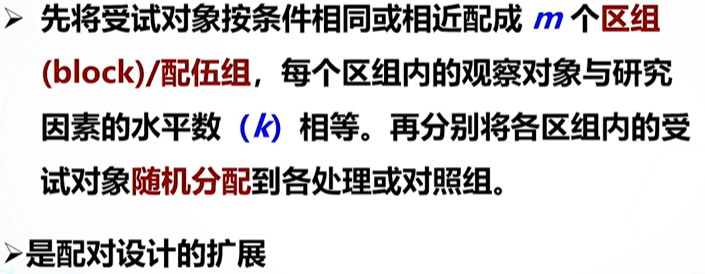 ➢ 先将受试对象按条件相同或相近配成 m 个区组
(block)/配伍组，每个区组内的观察对象与研究
因素的水平数（k）相等。再分别将各区组内的受
试对象随机分配到各处理或对照组。
➢是配对设计的扩展